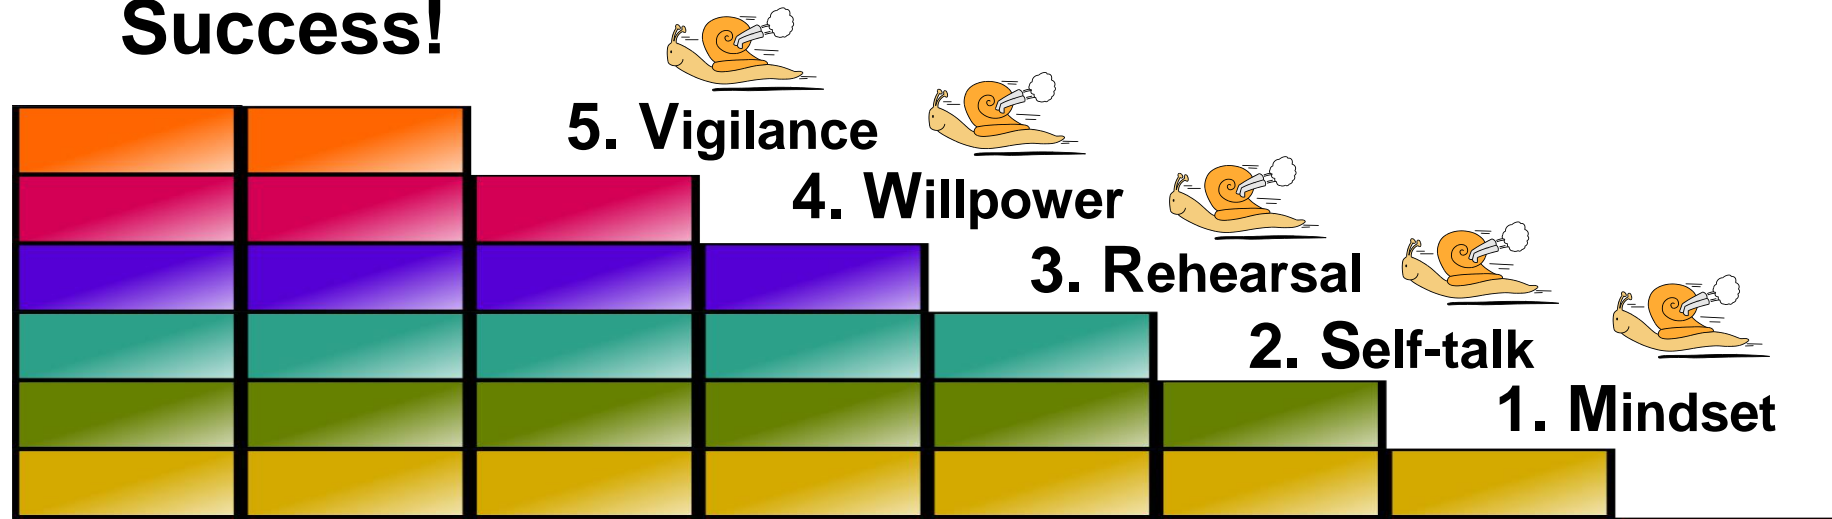 Success!
5. Vigilance
4. Willpower
3. Rehearsal
2. Self-talk
1. Mindset